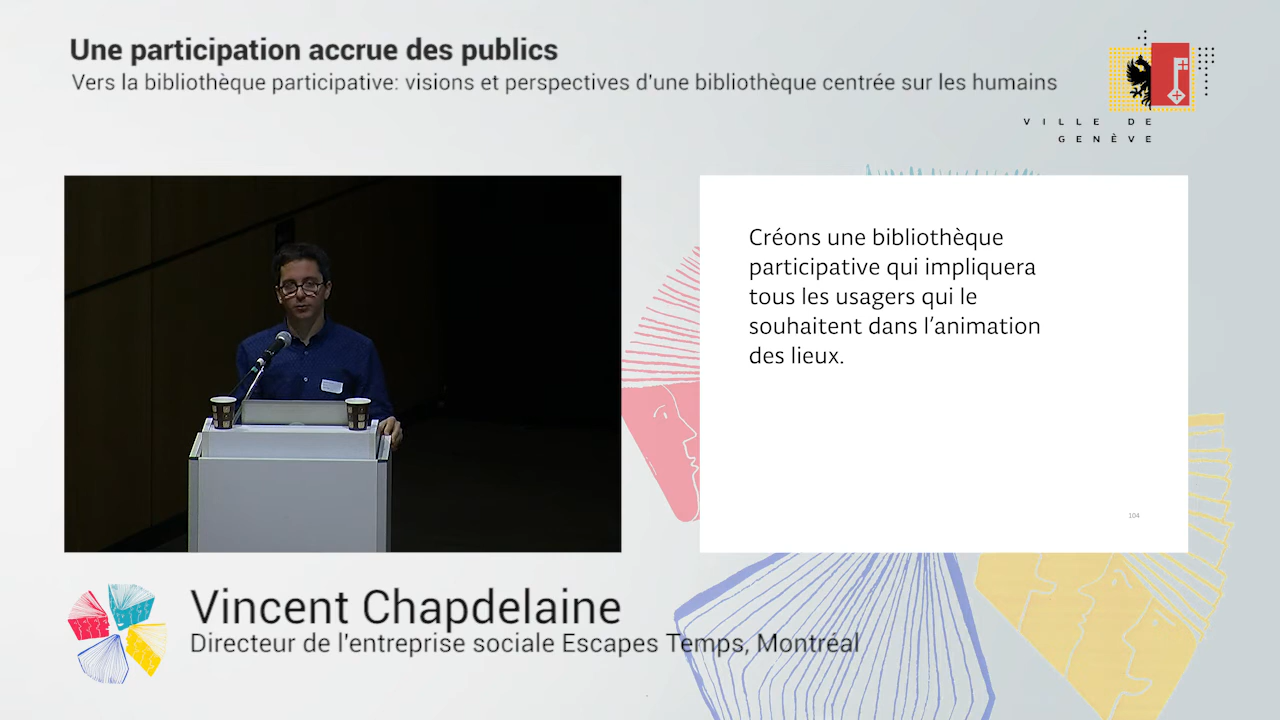 Une participation accrue des publics
Vers la bibliothèque participative: visions et perspectives d'une bibliothèque centrée sur les humains
VILLE DE
GENÈVE
Créons une bibliothèque
participative qui impliquera
tous les usagers qui le
souhaitent dans l'animation
des lieux.
104
Vincent Chapdelaine
Directeur de l'entreprise sociale Escapes Temps, Montréal